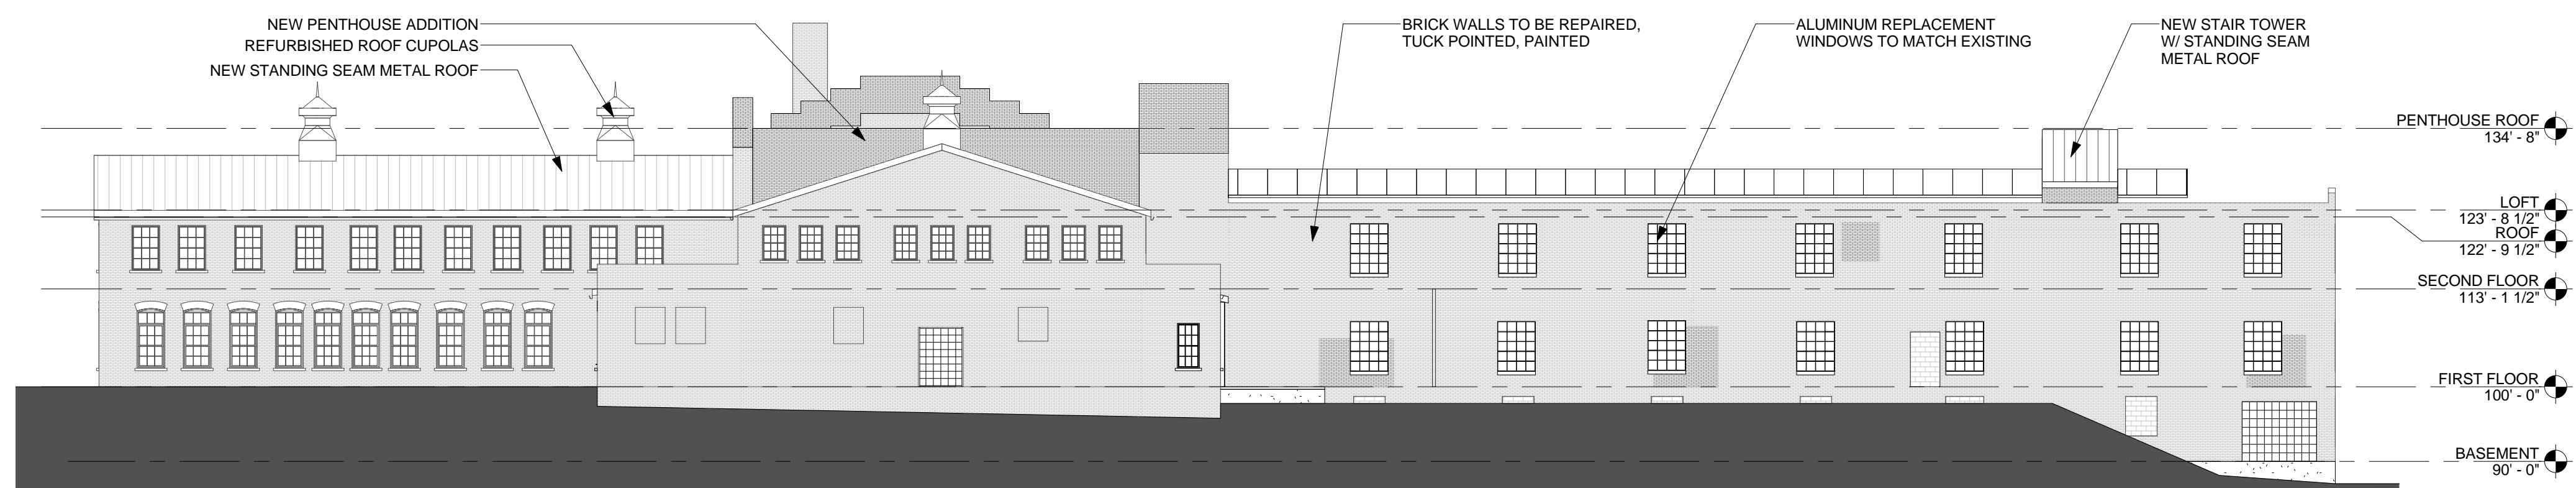 NEW PENTHOUSE ADDITION
REFURBISHED ROOF CUPOLAS
NEW STANDING SEAM METAL ROOF
BRICK WALLS TO BE REPAIRED,
TUCK POINTED, PAINTED
ALUMINUM REPLACEMENT
WINDOWS TO MATCH EXISTING
NEW STAIR TOWER
W/ STANDING SEAM
METAL ROOF
PENTHOUSE ROOF
134' - 8"
LOFT
123' - 8 1/2"
ROOF
122' - 9 1/2"
SECOND FLOOR
113' - 1 1/2"
FIRST FLOOR
100' - 0"
BASEMENT
90' - 0"